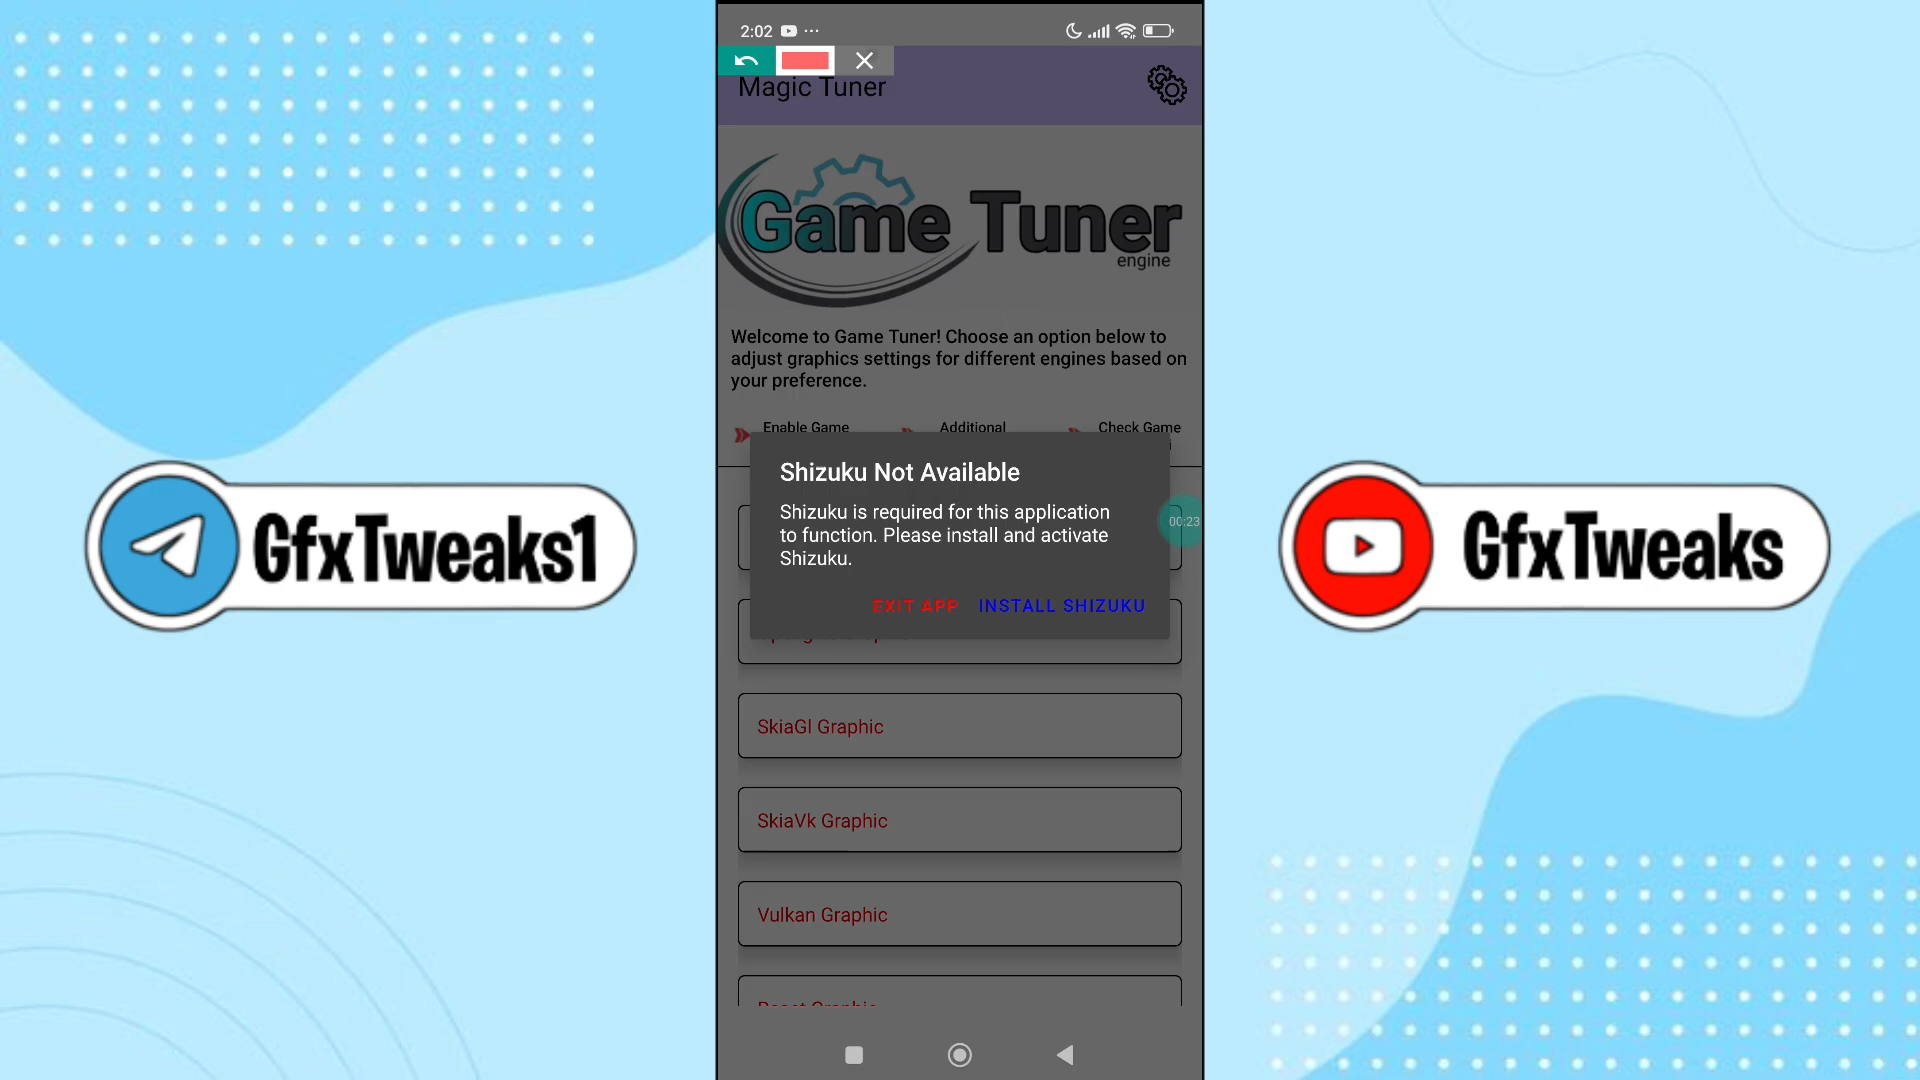 2:02
Magic Tuner
Game Tuner
engine
Welcome to Game Tuner! Choose an option below to
adjust graphics settings for different engines based on
your preference.
Enable Game
Additional
Check Game
Shizuku Not Available
Shizuku is required for this application
to function. Please install and activate
Shizuku.
00:23
EXIT APP
INSTALL SHIZUKU
GfxTweaks1
GfxTweaks
SkiaGl Graphic
SkiaVk Graphic
Vulkan Graphic